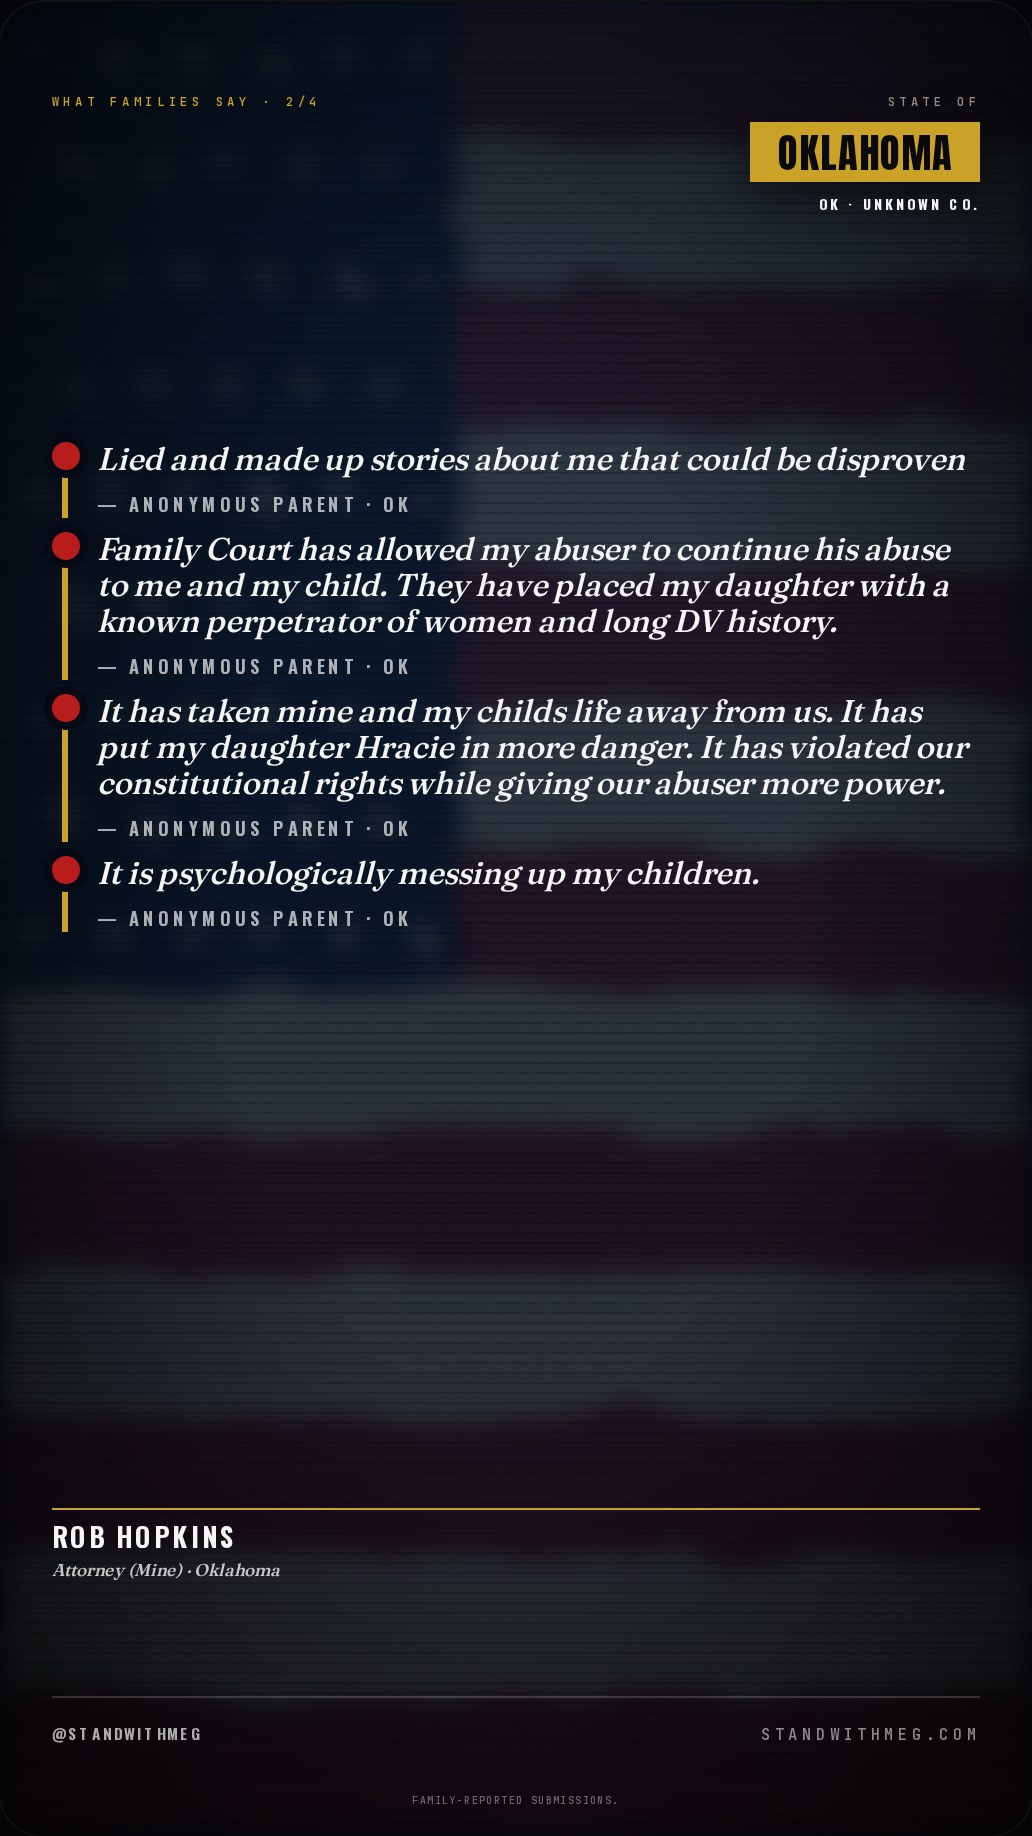 WHAT FAMILIES SAY · 2/4
STATE OF
OKLAHOMA
OK · UNKNOWN CO.
Lied and made up stories about me that could be disproven
— ANONYMOUS PARENT · OK
Family Court has allowed my abuser to continue his abuse
to me and my child. They have placed my daughter with a
known perpetrator of women and long DV history.
— ANONYMOUS PARENT · OK
It has taken mine and my childs life away from us. It has
put my daughter Hracie in more danger. It has violated our
constitutional rights while giving our abuser more power.
— ANONYMOUS PARENT · OK
It is psychologically messing up my children.
— ANONYMOUS PARENT · OK
ROB HOPKINS
Attorney (Mine) · Oklahoma
@STANDWITHMEG
STANDWITHMEG.COM
FAMILY-REPORTED SUBMISSIONS.